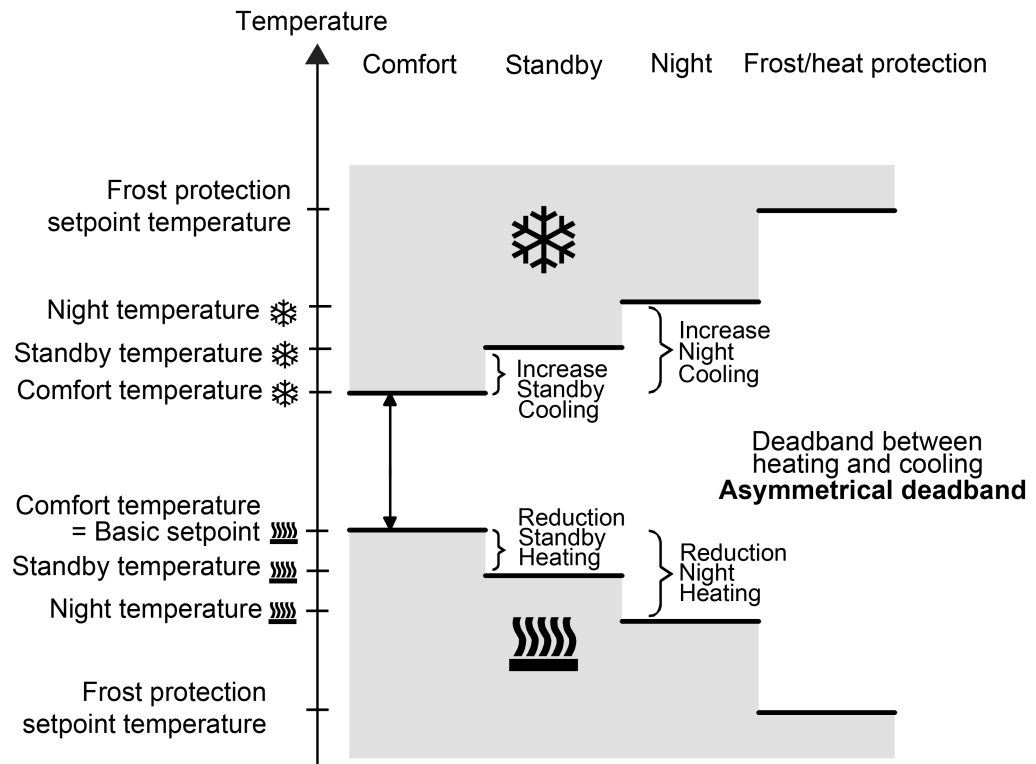 Temperature
Comfort
Standby
Night
Frost/heat protection
Frost protection
setpoint temperature
Night temperature
Standby temperature
Comfort temperature
Increase
Standby
Cooling
Increase
Night
Cooling
Deadband between
heating and cooling
Asymmetrical deadband
Comfort temperature
= Basic setpoint
Standby temperature
Night temperature
Reduction
Standby
Heating
Reduction
Night
Heating
Frost protection
setpoint temperature